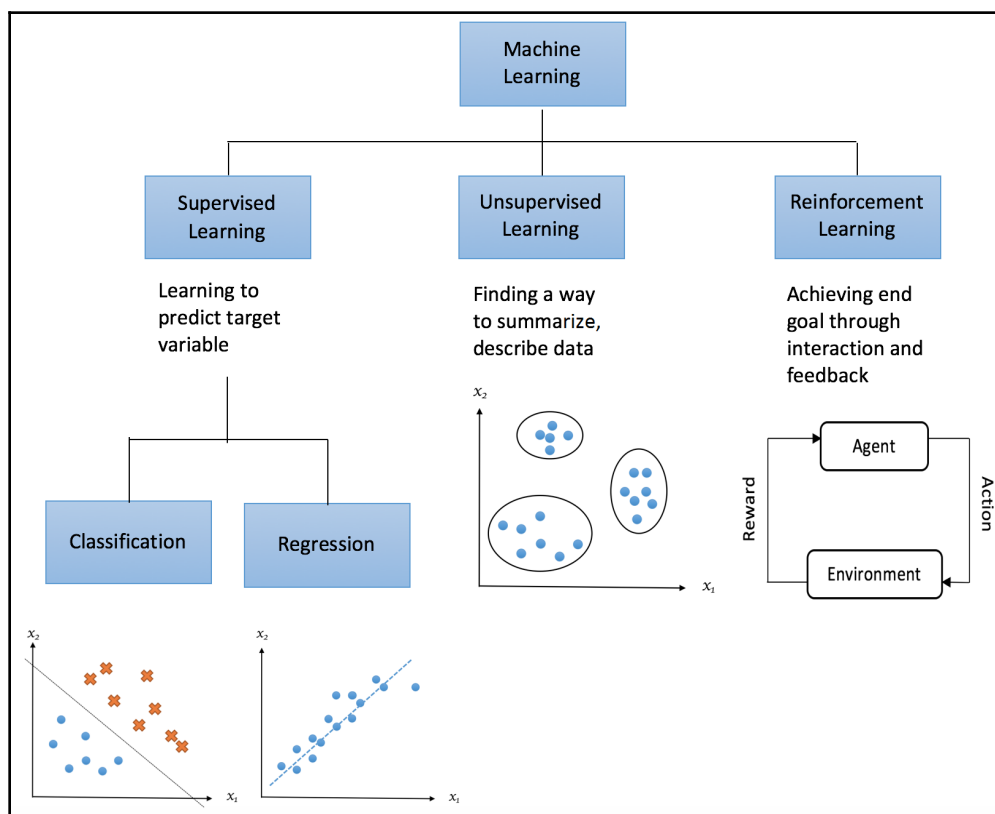 Machine
Learning
Supervised
Learning
Unsupervised
Learning
Reinforcement
Learning
Learning to
predict target
variable
Finding a way
to summarize,
describe data
Achieving end
goal through
interaction and
feedback
Classification
Regression
x₂
x₁
Agent
Reward
Action
Environment
x₂
x₁
x₂
x₁